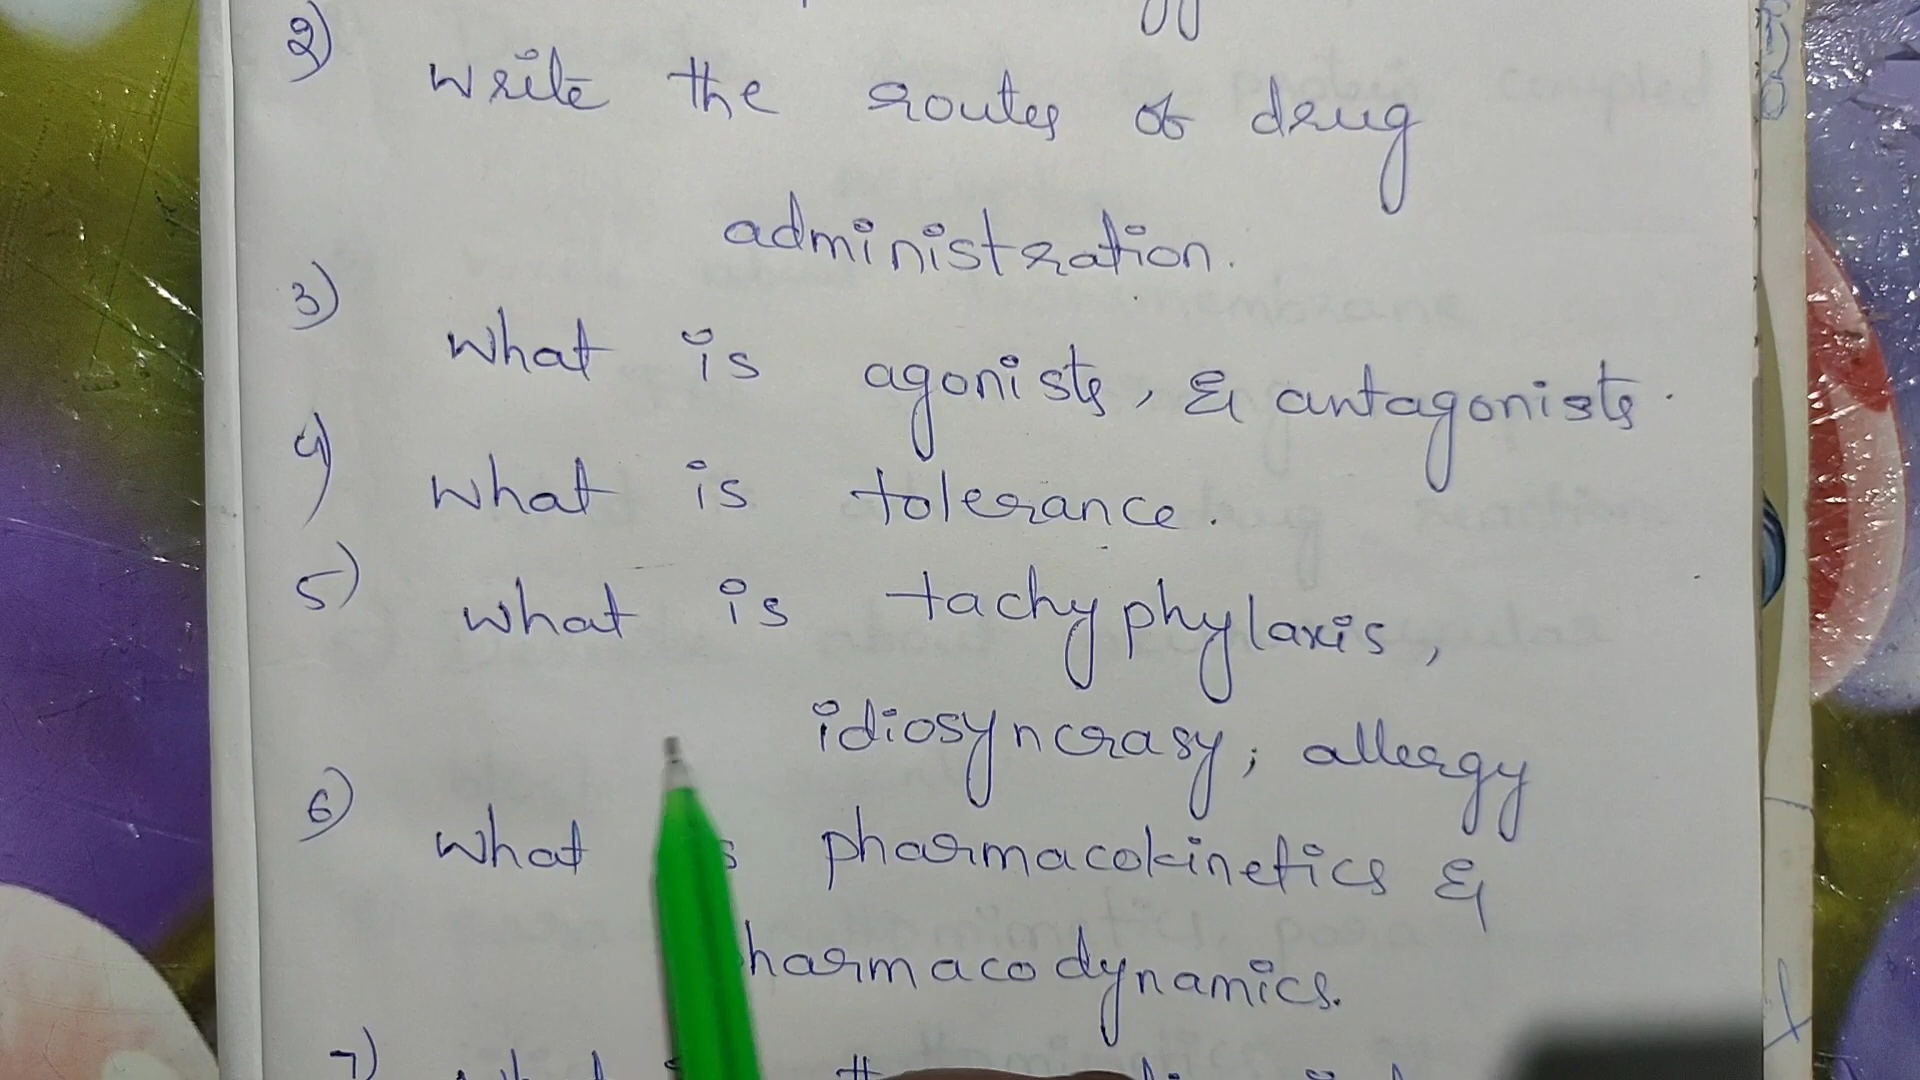 2) write the routes of drug
administration.
3) what is agonists, & antagonists.
4) what is tolerance.
5) what is tachyphylaxis,
idiosyncrasy, allergy
6) what pharmacokinetics &
harmacodynamics.
7)